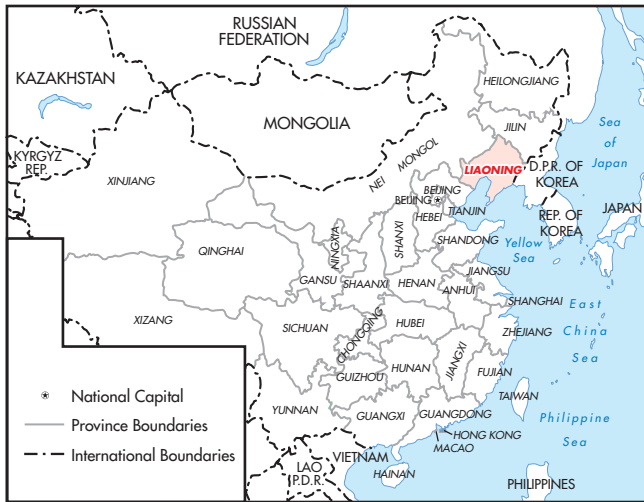 RUSSIAN
FEDERATION
KAZAKHSTAN
HEILONGJIANG
MONGOLIA
JILIN
Sea
of
Japan
KYRGYZ
REP.
XINJIANG
NEI MONGOL
LIAONING
D.P.R. OF
KOREA
BEIJING
BEIJING
HEBEI
TIANJIN
REP. OF
KOREA
JAPAN
QINGHAI
NINGXIA
SHANXI
SHANDONG
Yellow
Sea
GANSU
SHAANXI
HENAN
JIANGSU
ANHUI
XIZANG
SICHUAN
CHONGQING
HUBEI
SHANGHAI
ZHEJIANG
East
China
Sea
GUIZHOU
HUNAN
JIANGXI
FUJIAN
YUNNAN
GUANGXI
GUANGDONG
TAIWAN
HONG KONG
MACAO
Philippine
Sea
VIETNAM
LAO
P.D.R.
HAINAN
PHILIPPINES
National Capital
Province Boundaries
International Boundaries